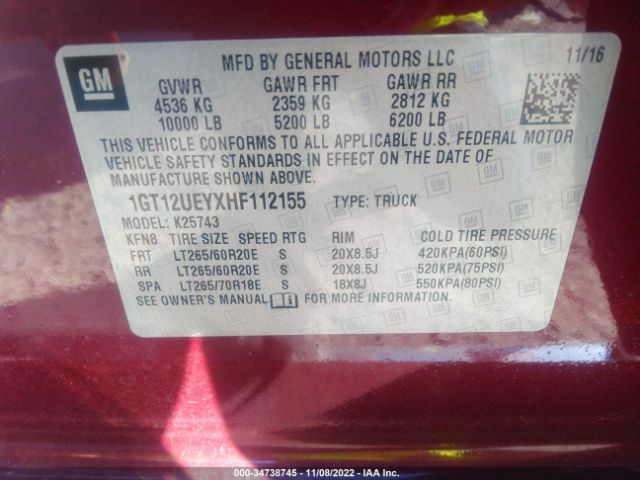 GM
MFD BY GENERAL MOTORS LLC 11/16
GVWR GAWR FRT GAWR RR
4536 KG 2359 KG 2812 KG
10000 LB 5200 LB 6200 LB
THIS VEHICLE CONFORMS TO ALL APPLICABLE U.S. FEDERAL MOTOR
VEHICLE SAFETY STANDARDS IN EFFECT ON THE DATE OF
MANUFACTURE SHOWN ABOVE.
1GT12UEYXHF112155 TYPE: TRUCK
MODEL: K25743
KFN8 TIRE SIZE SPEED RTG RIM COLD TIRE PRESSURE
FRT LT265/60R20E S 20X8.5J 420KPA(60PSI)
RR LT265/60R20E S 20X8.5J 520KPA(75PSI)
SPA LT265/70R18E S 18X8J 550KPA(80PSI)
SEE OWNER'S MANUAL i FOR MORE INFORMATION.
000-34738745 - 11/08/2022 - IAA Inc.